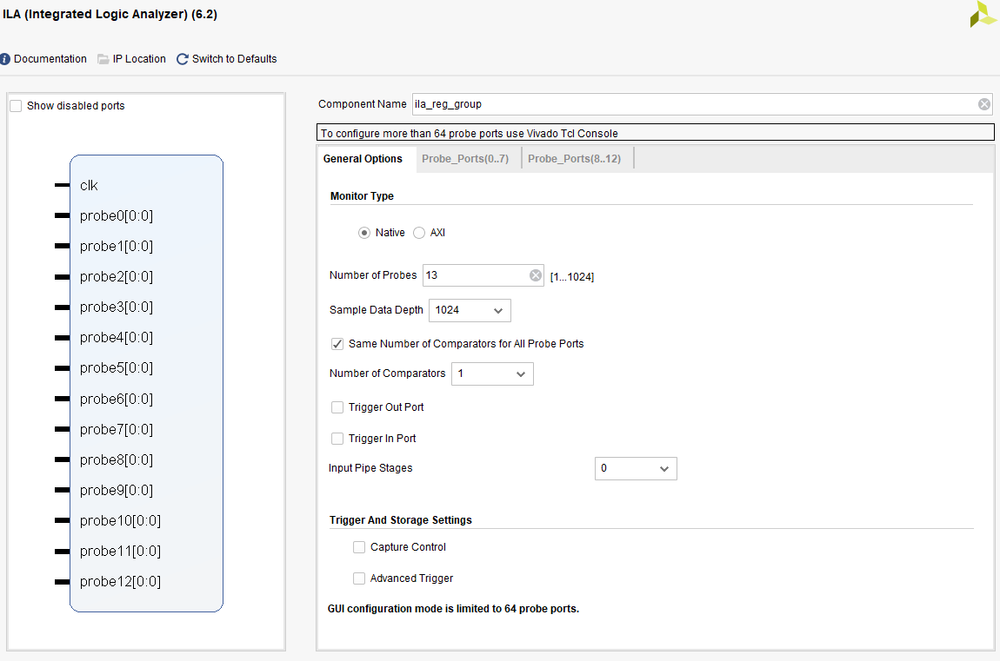 ILA (Integrated Logic Analyzer) (6.2)
Documentation IP Location Switch to Defaults
Show disabled ports
clk
probe0[0:0]
probe1[0:0]
probe2[0:0]
probe3[0:0]
probe4[0:0]
probe5[0:0]
probe6[0:0]
probe7[0:0]
probe8[0:0]
probe9[0:0]
probe10[0:0]
probe11[0:0]
probe12[0:0]
Component Name ila_reg_group
To configure more than 64 probe ports use Vivado Tcl Console
General Options Probe_Ports(0..7) Probe_Ports(8..12)
Monitor Type
Native AXI
Number of Probes 13 [1...1024]
Sample Data Depth 1024
Same Number of Comparators for All Probe Ports
Number of Comparators 1
Trigger Out Port
Trigger In Port
Input Pipe Stages 0
Trigger And Storage Settings
Capture Control
Advanced Trigger
GUI configuration mode is limited to 64 probe ports.